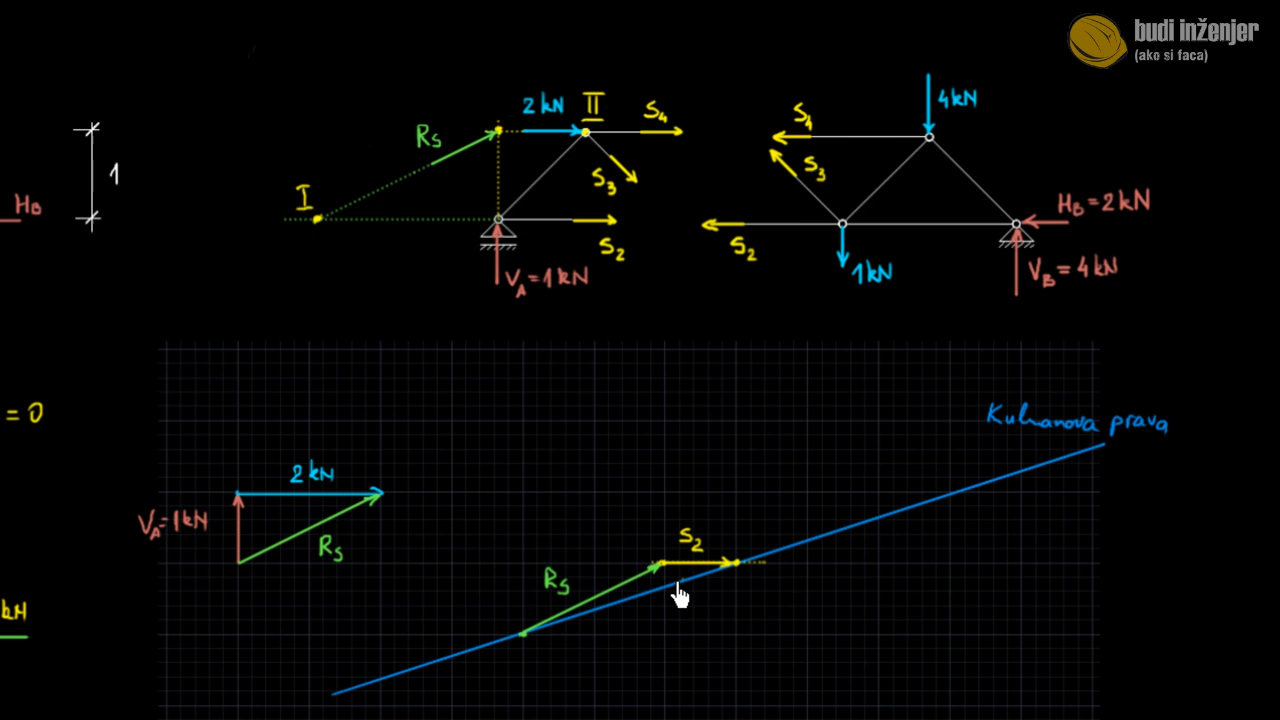 budi inženjer
(ako si faca)
2 kN
II
S4
4 kN
S4
RS
1
S3
S3
I
HB
HB = 2 kN
S2
S2
VA = 1 kN
1 kN
VB = 4 kN
= 0
Kulmanova prava
2 kN
VA = 1 kN
RS
S2
RS
kN